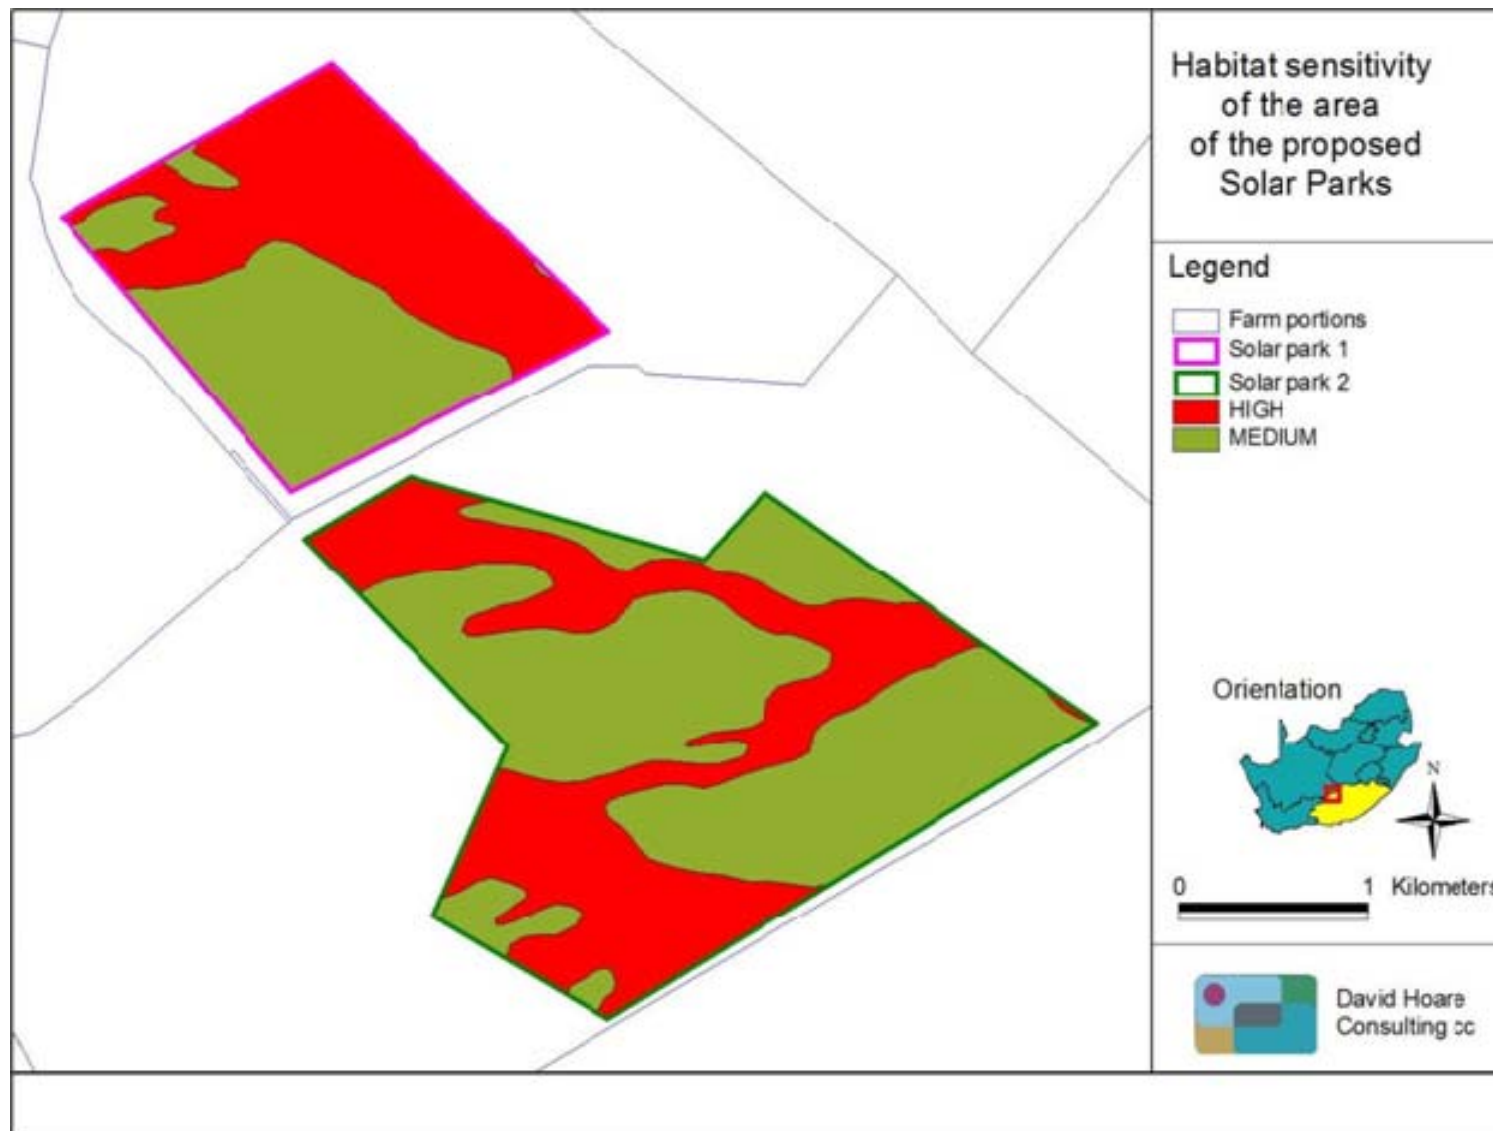 Habitat sensitivity
of the area
of the proposed
Solar Parks
Legend
Farm portions
Solar park 1
Solar park 2
HIGH
MEDIUM
Orientation
N
0 1 Kilometers
David Hoare
Consulting cc